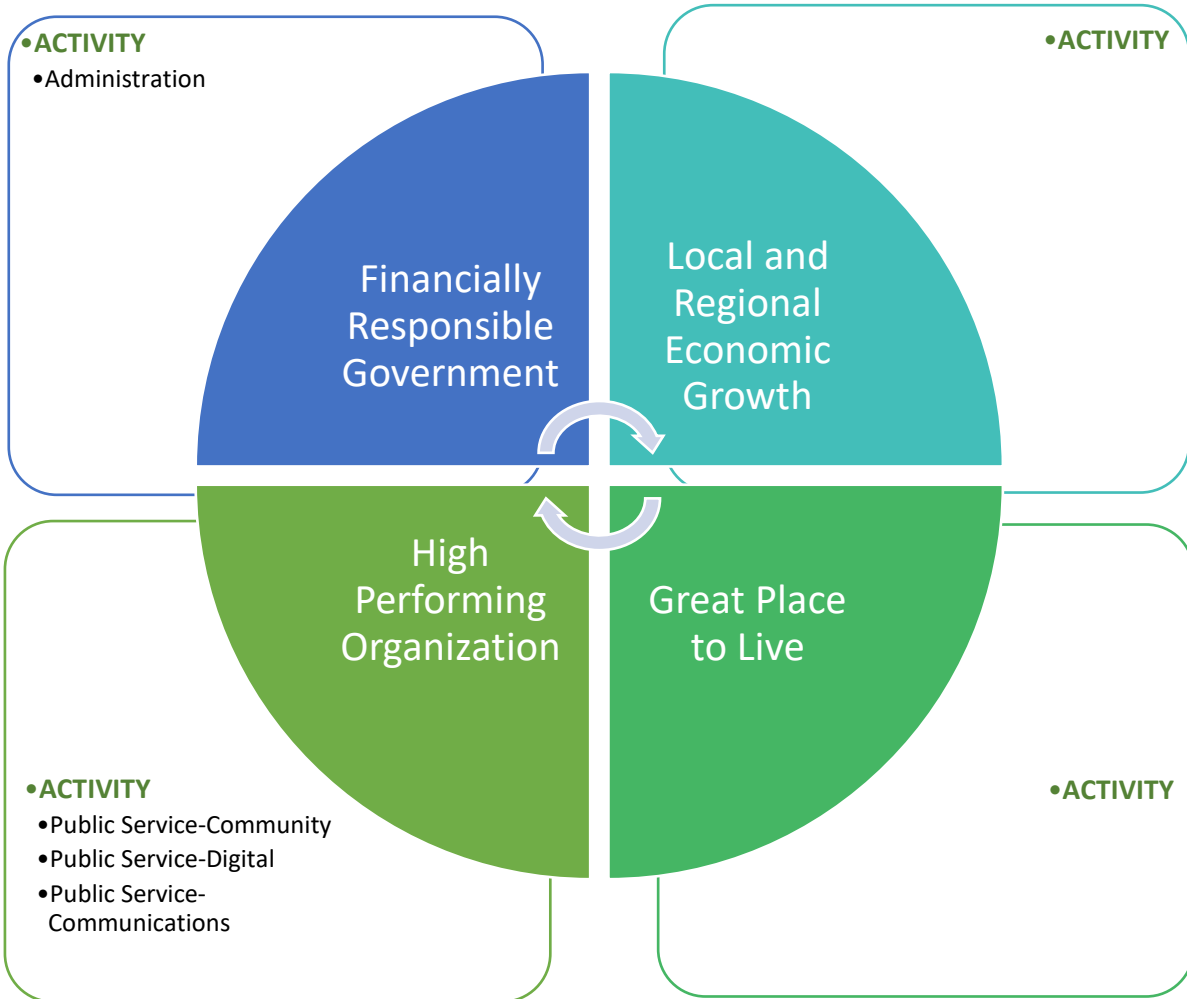 •ACTIVITY
•Administration
•ACTIVITY
Financially
Responsible
Government
Local and
Regional
Economic
Growth
High
Performing
Organization
Great Place
to Live
•ACTIVITY
•Public Service-Community
•Public Service-Digital
•Public Service-
Communications
•ACTIVITY